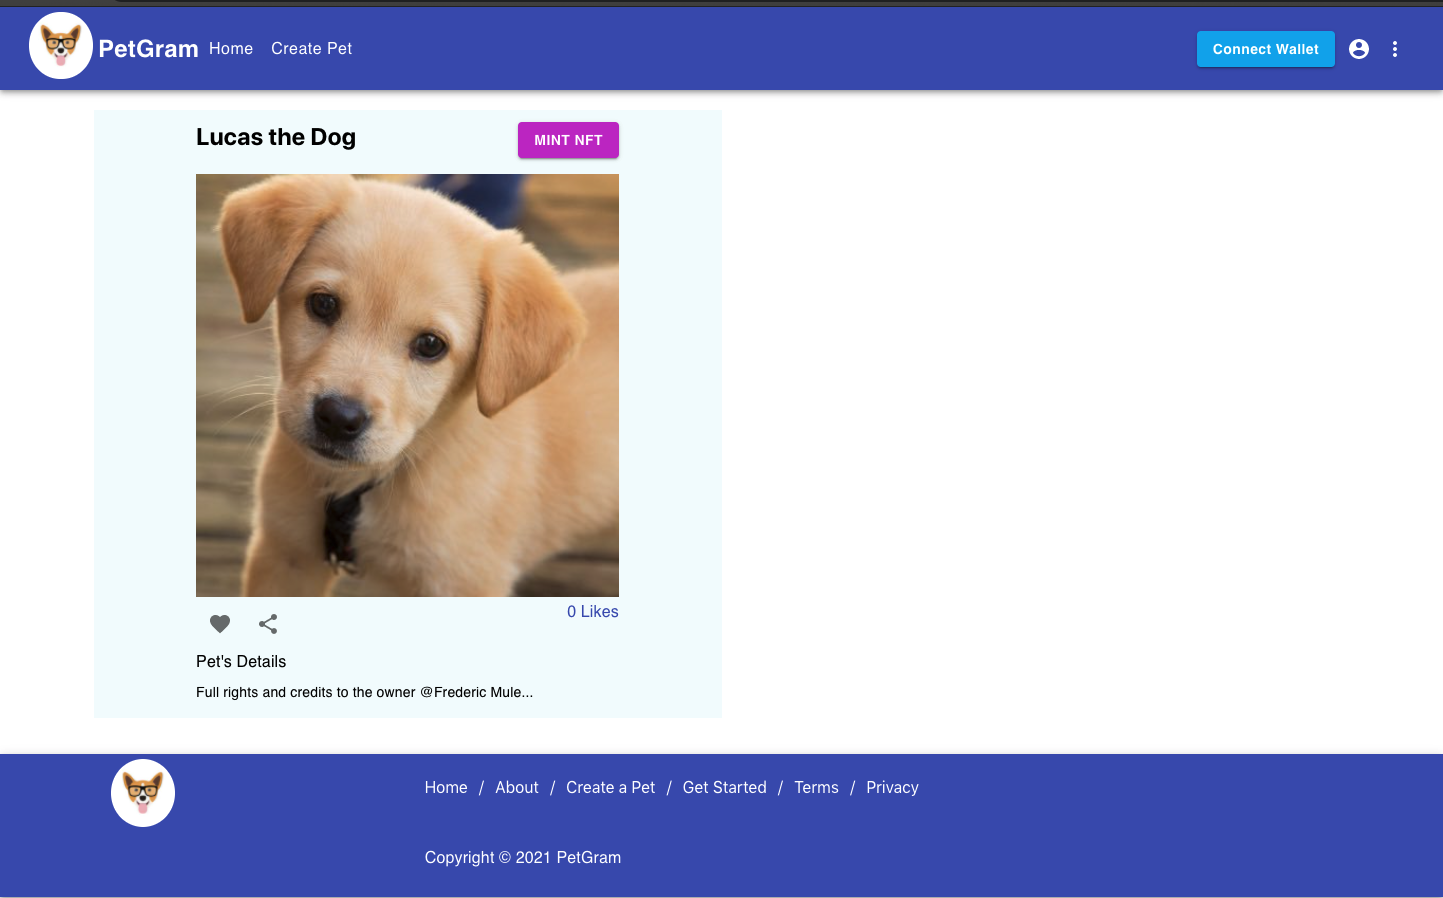 PetGram Home Create Pet Connect Wallet
Lucas the Dog MINT NFT
0 Likes
Pet's Details
Full rights and credits to the owner @Frederic Mule...
Home / About / Create a Pet / Get Started / Terms / Privacy
Copyright © 2021 PetGram